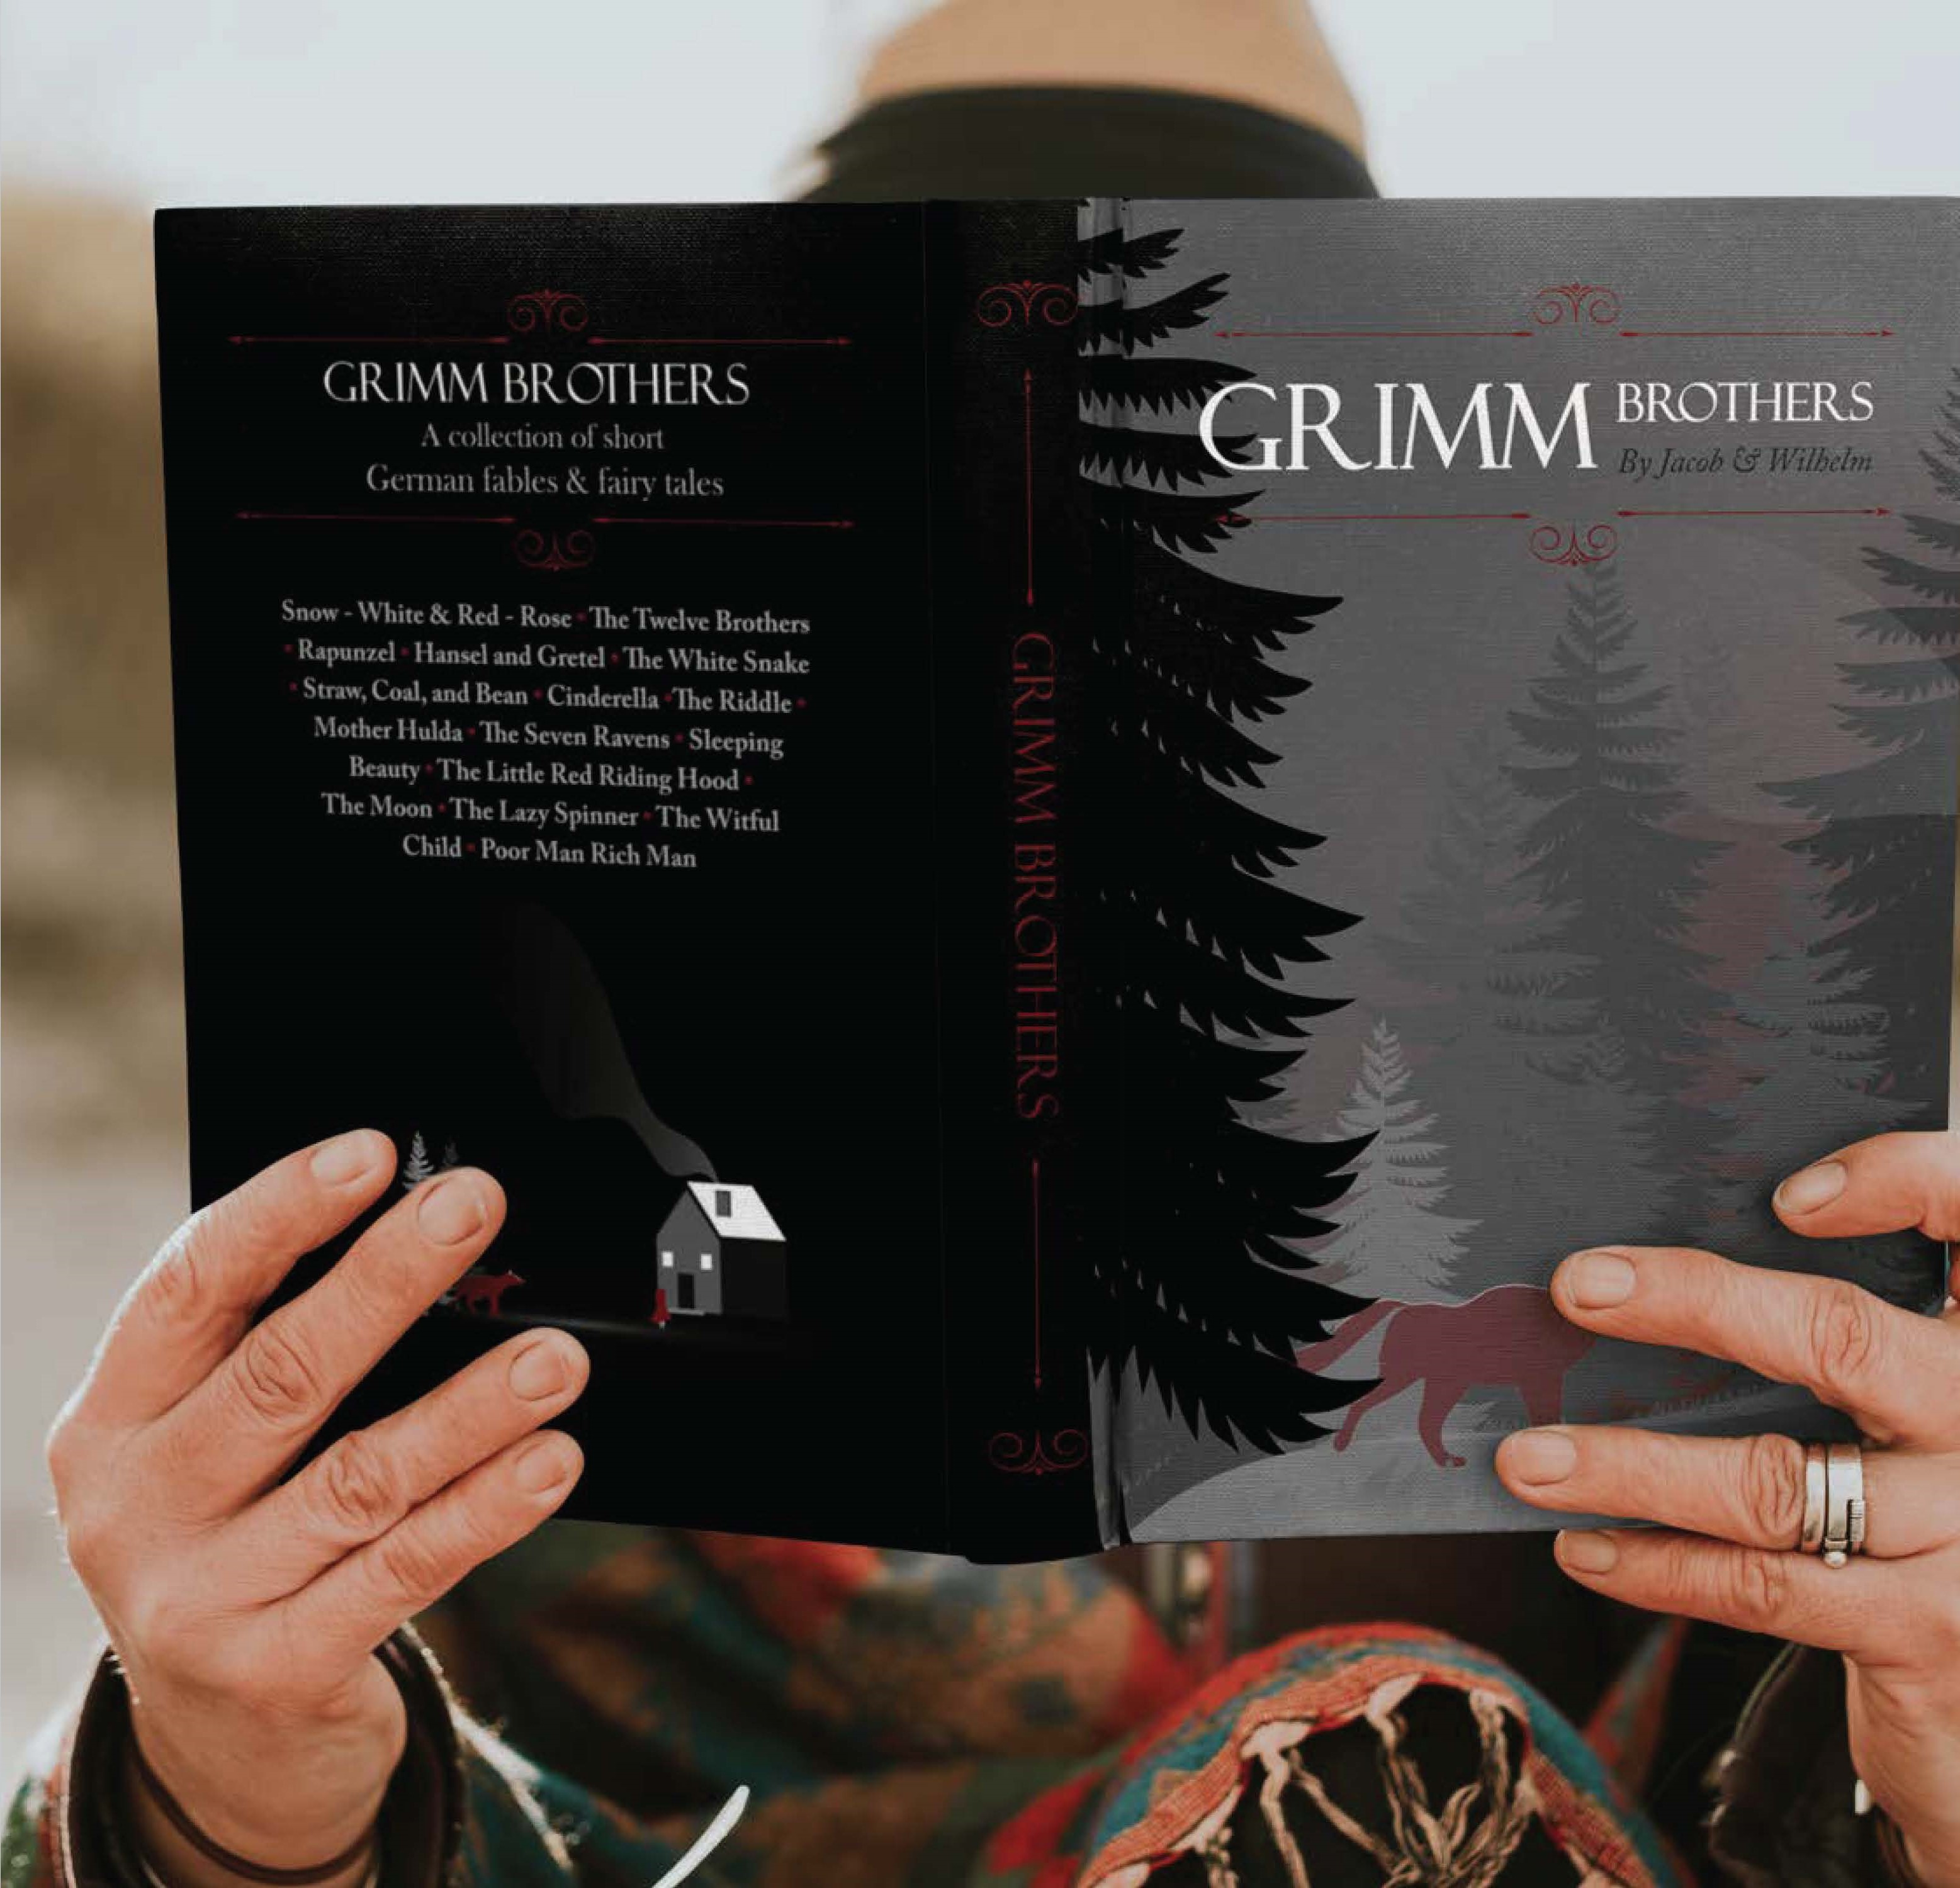 GRIMM BROTHERS
A collection of short
German fables & fairy tales
Snow - White & Red - Rose • The Twelve Brothers
• Rapunzel • Hansel and Gretel • The White Snake
• Straw, Coal, and Bean • Cinderella • The Riddle •
Mother Hulda • The Seven Ravens • Sleeping
Beauty • The Little Red Riding Hood •
The Moon • The Lazy Spinner • The Witful
Child • Poor Man Rich Man
GRIMM BROTHERS
GRIMM BROTHERS
By Jacob & Wilhelm